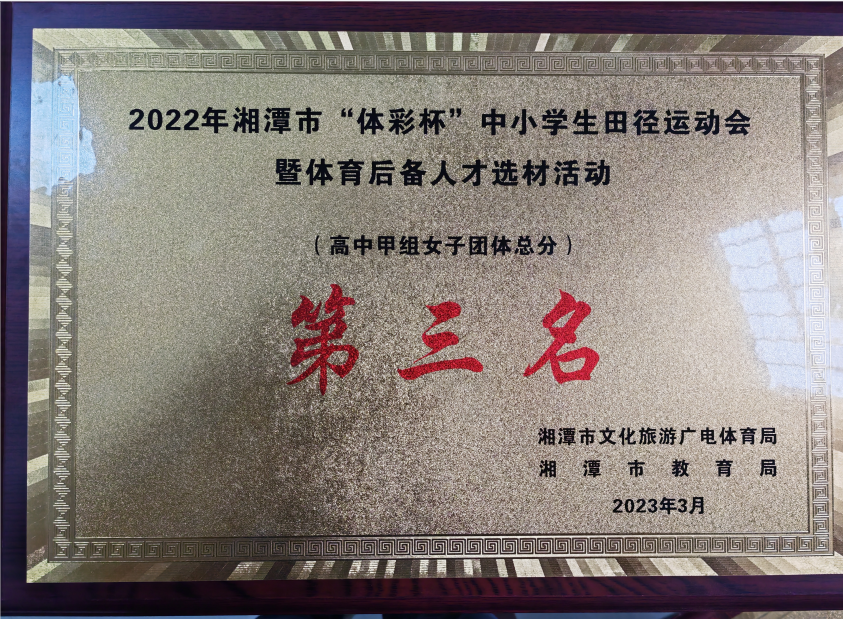 2022年湘潭市“体彩杯”中小学生田径运动会
暨体育后备人才选材活动
（高中甲组女子团体总分）
第三名
湘潭市文化旅游广电体育局
湘潭市教育局
2023年3月